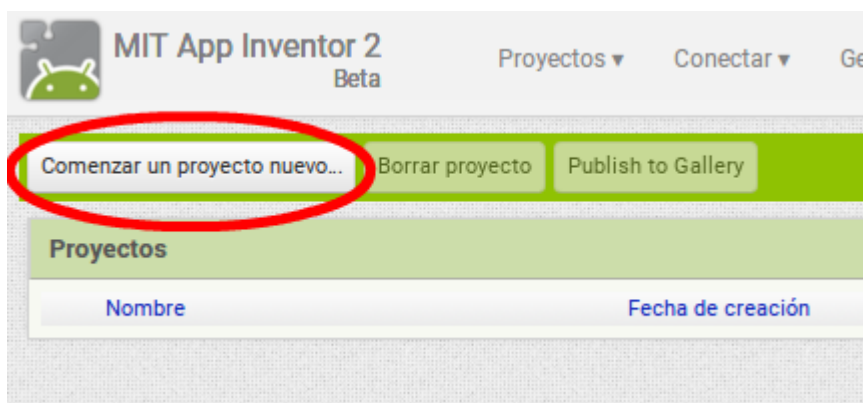 MIT App Inventor 2
Beta
Proyectos ▾ Conectar ▾ Ge
Comenzar un proyecto nuevo... Borrar proyecto Publish to Gallery
Proyectos
Nombre Fecha de creación